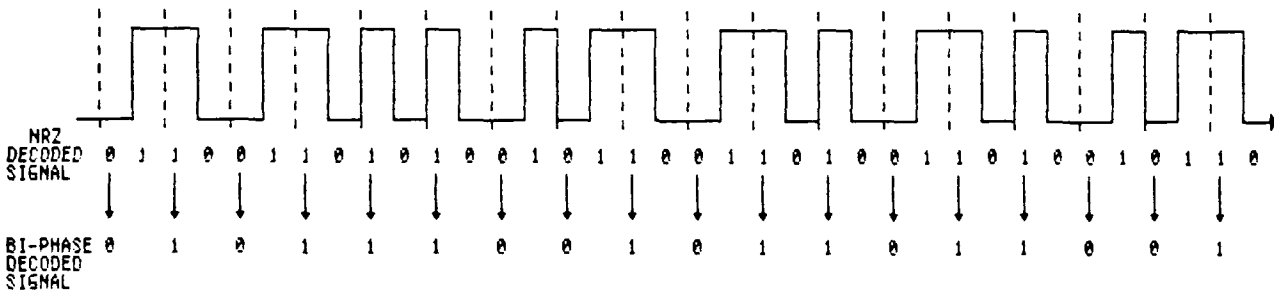 NRZ
DECODED 0 1 1 0 0 1 1 0 1 0 1 0 0 1 0 1 1 0 0 1 1 0 1 0 0 1 1 0 1 0 0 1 0 1 1 0
SIGNAL
BI-PHASE 0 1 0 1 1 1 0 0 1 0 1 1 0 1 1 0 0 1
DECODED
SIGNAL